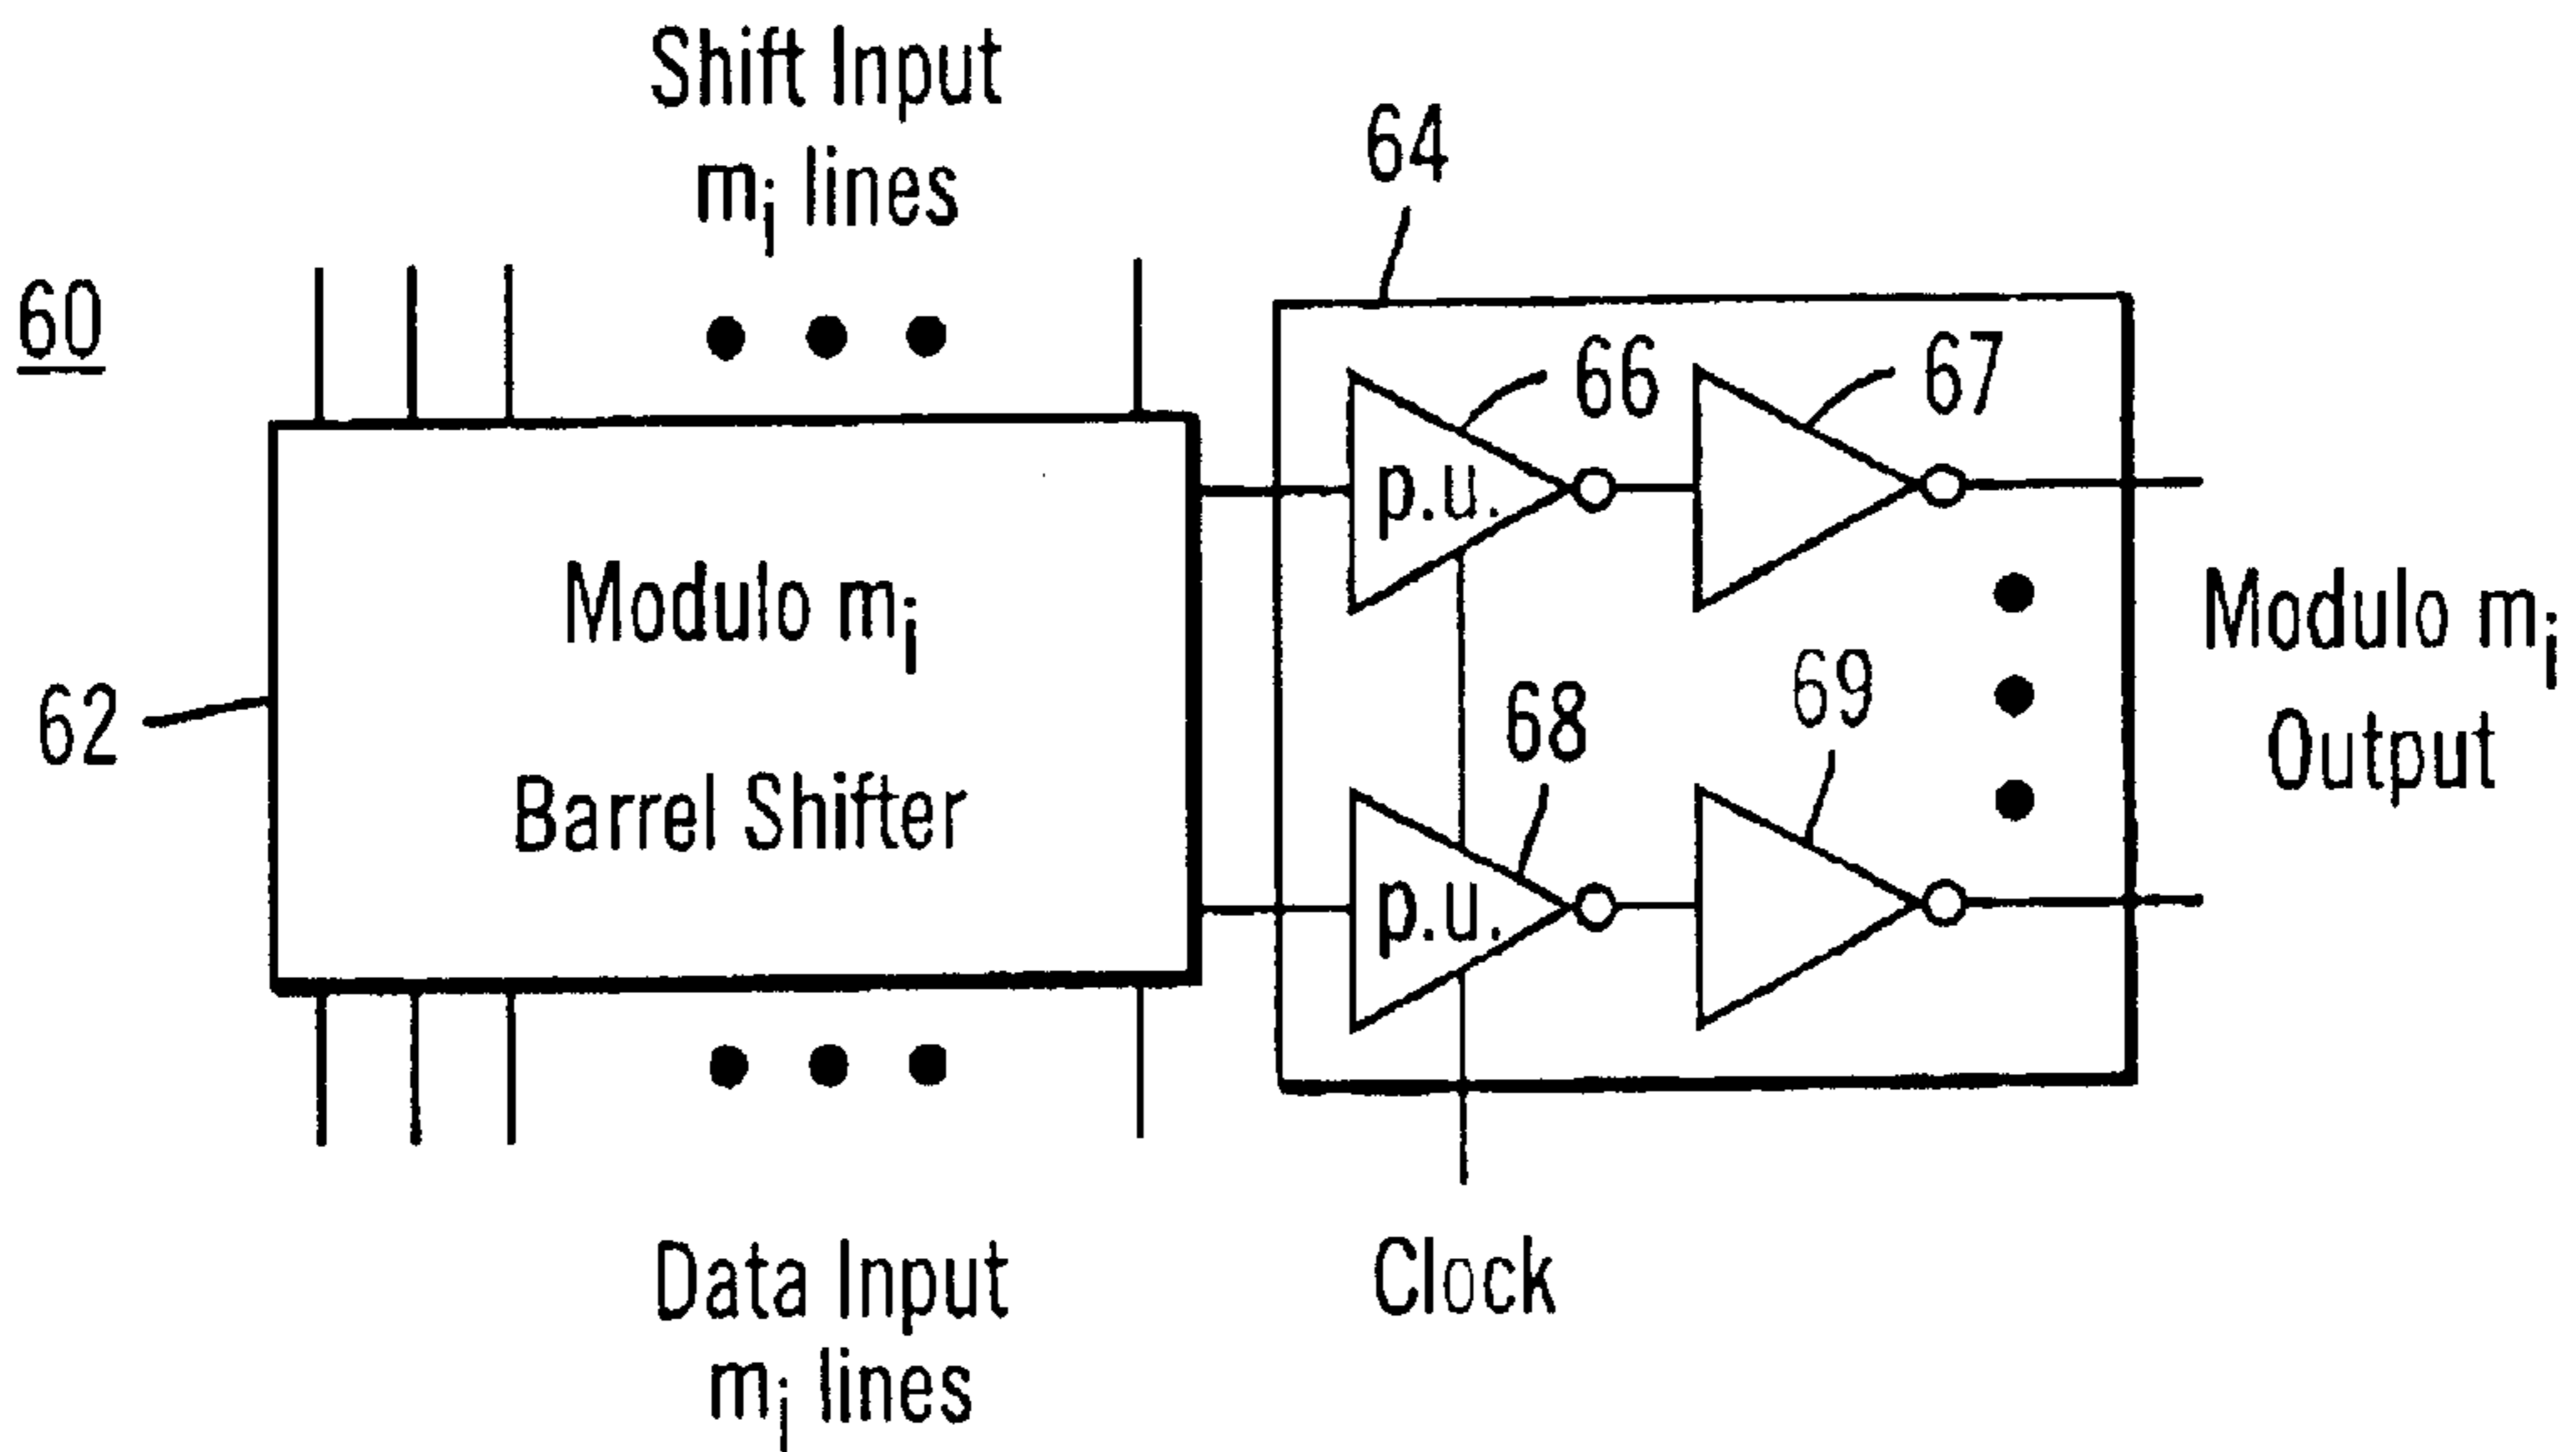 Shift Input
mi lines
60
64
66
67
p.u.
Modulo mi
Barrel Shifter
62
68
69
p.u.
Modulo mi
Output
Data Input
mi lines
Clock